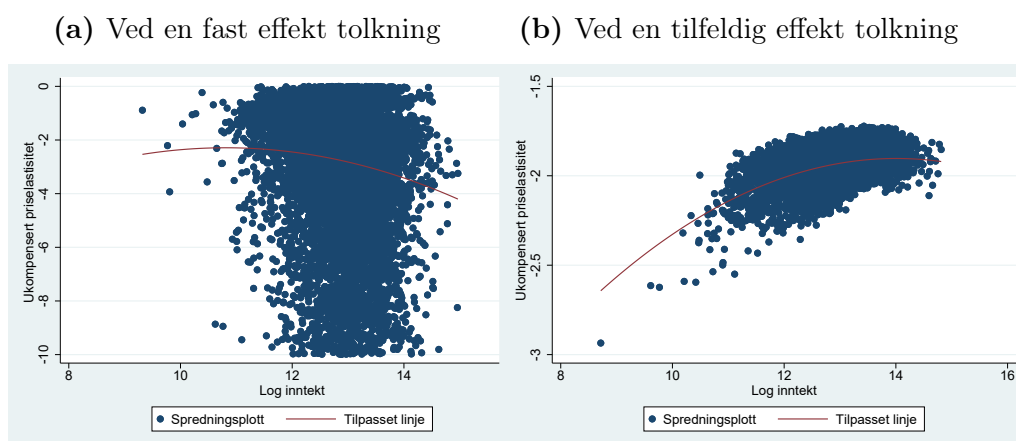 (a) Ved en fast effekt tolkning
(b) Ved en tilfeldig effekt tolkning
Ukompensert priselastisitet
0
-2
-4
-6
-8
-10
8
10
12
14
Log inntekt
Spredningsplott
Tilpasset linje
Ukompensert priselastisitet
-1.5
-2
-2.5
-3
8
10
12
14
16
Log inntekt
Spredningsplott
Tilpasset linje